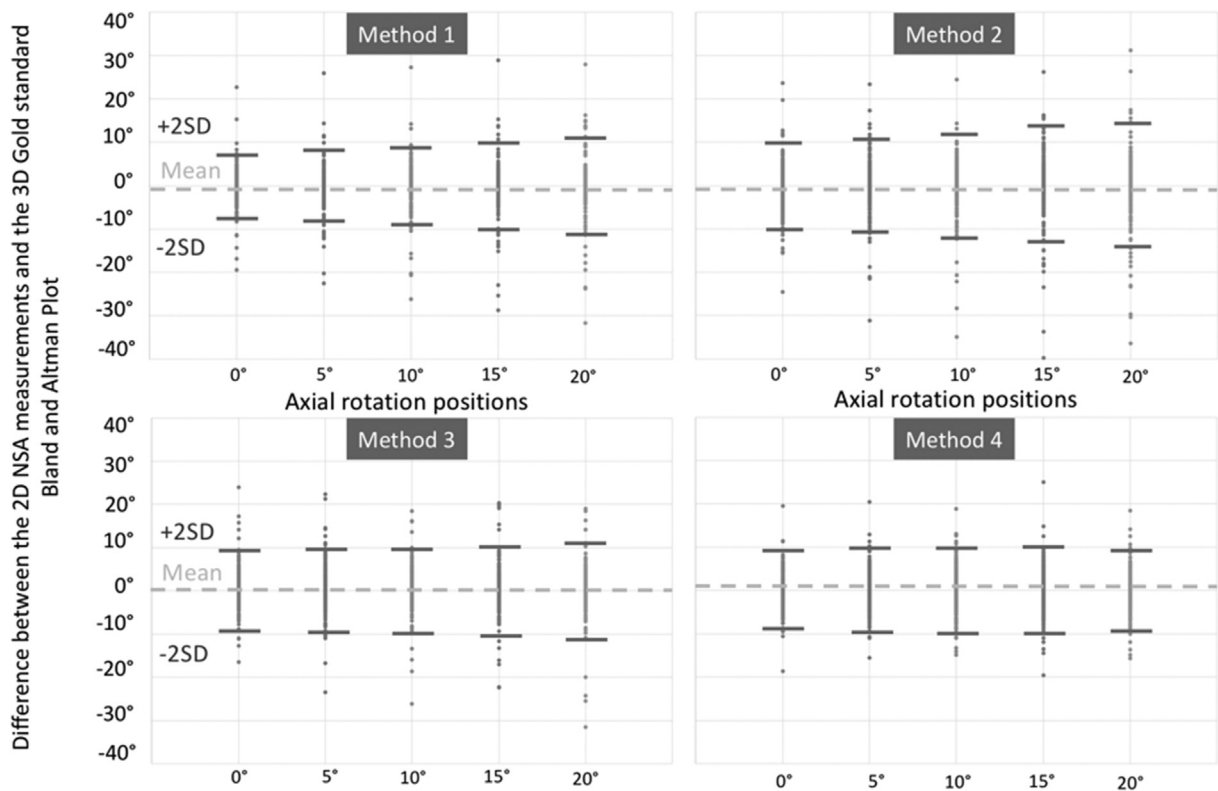 Difference between the 2D NSA measurements and the 3D Gold standard
Bland and Altman Plot
Method 1
40°
30°
20°
10°
0°
-10°
-20°
-30°
-40°
+2SD
Mean
-2SD
0° 5° 10° 15° 20°
Axial rotation positions
Method 2
0° 5° 10° 15° 20°
Axial rotation positions
Method 3
40°
30°
20°
10°
0°
-10°
-20°
-30°
-40°
+2SD
Mean
-2SD
0° 5° 10° 15° 20°
Method 4
0° 5° 10° 15° 20°